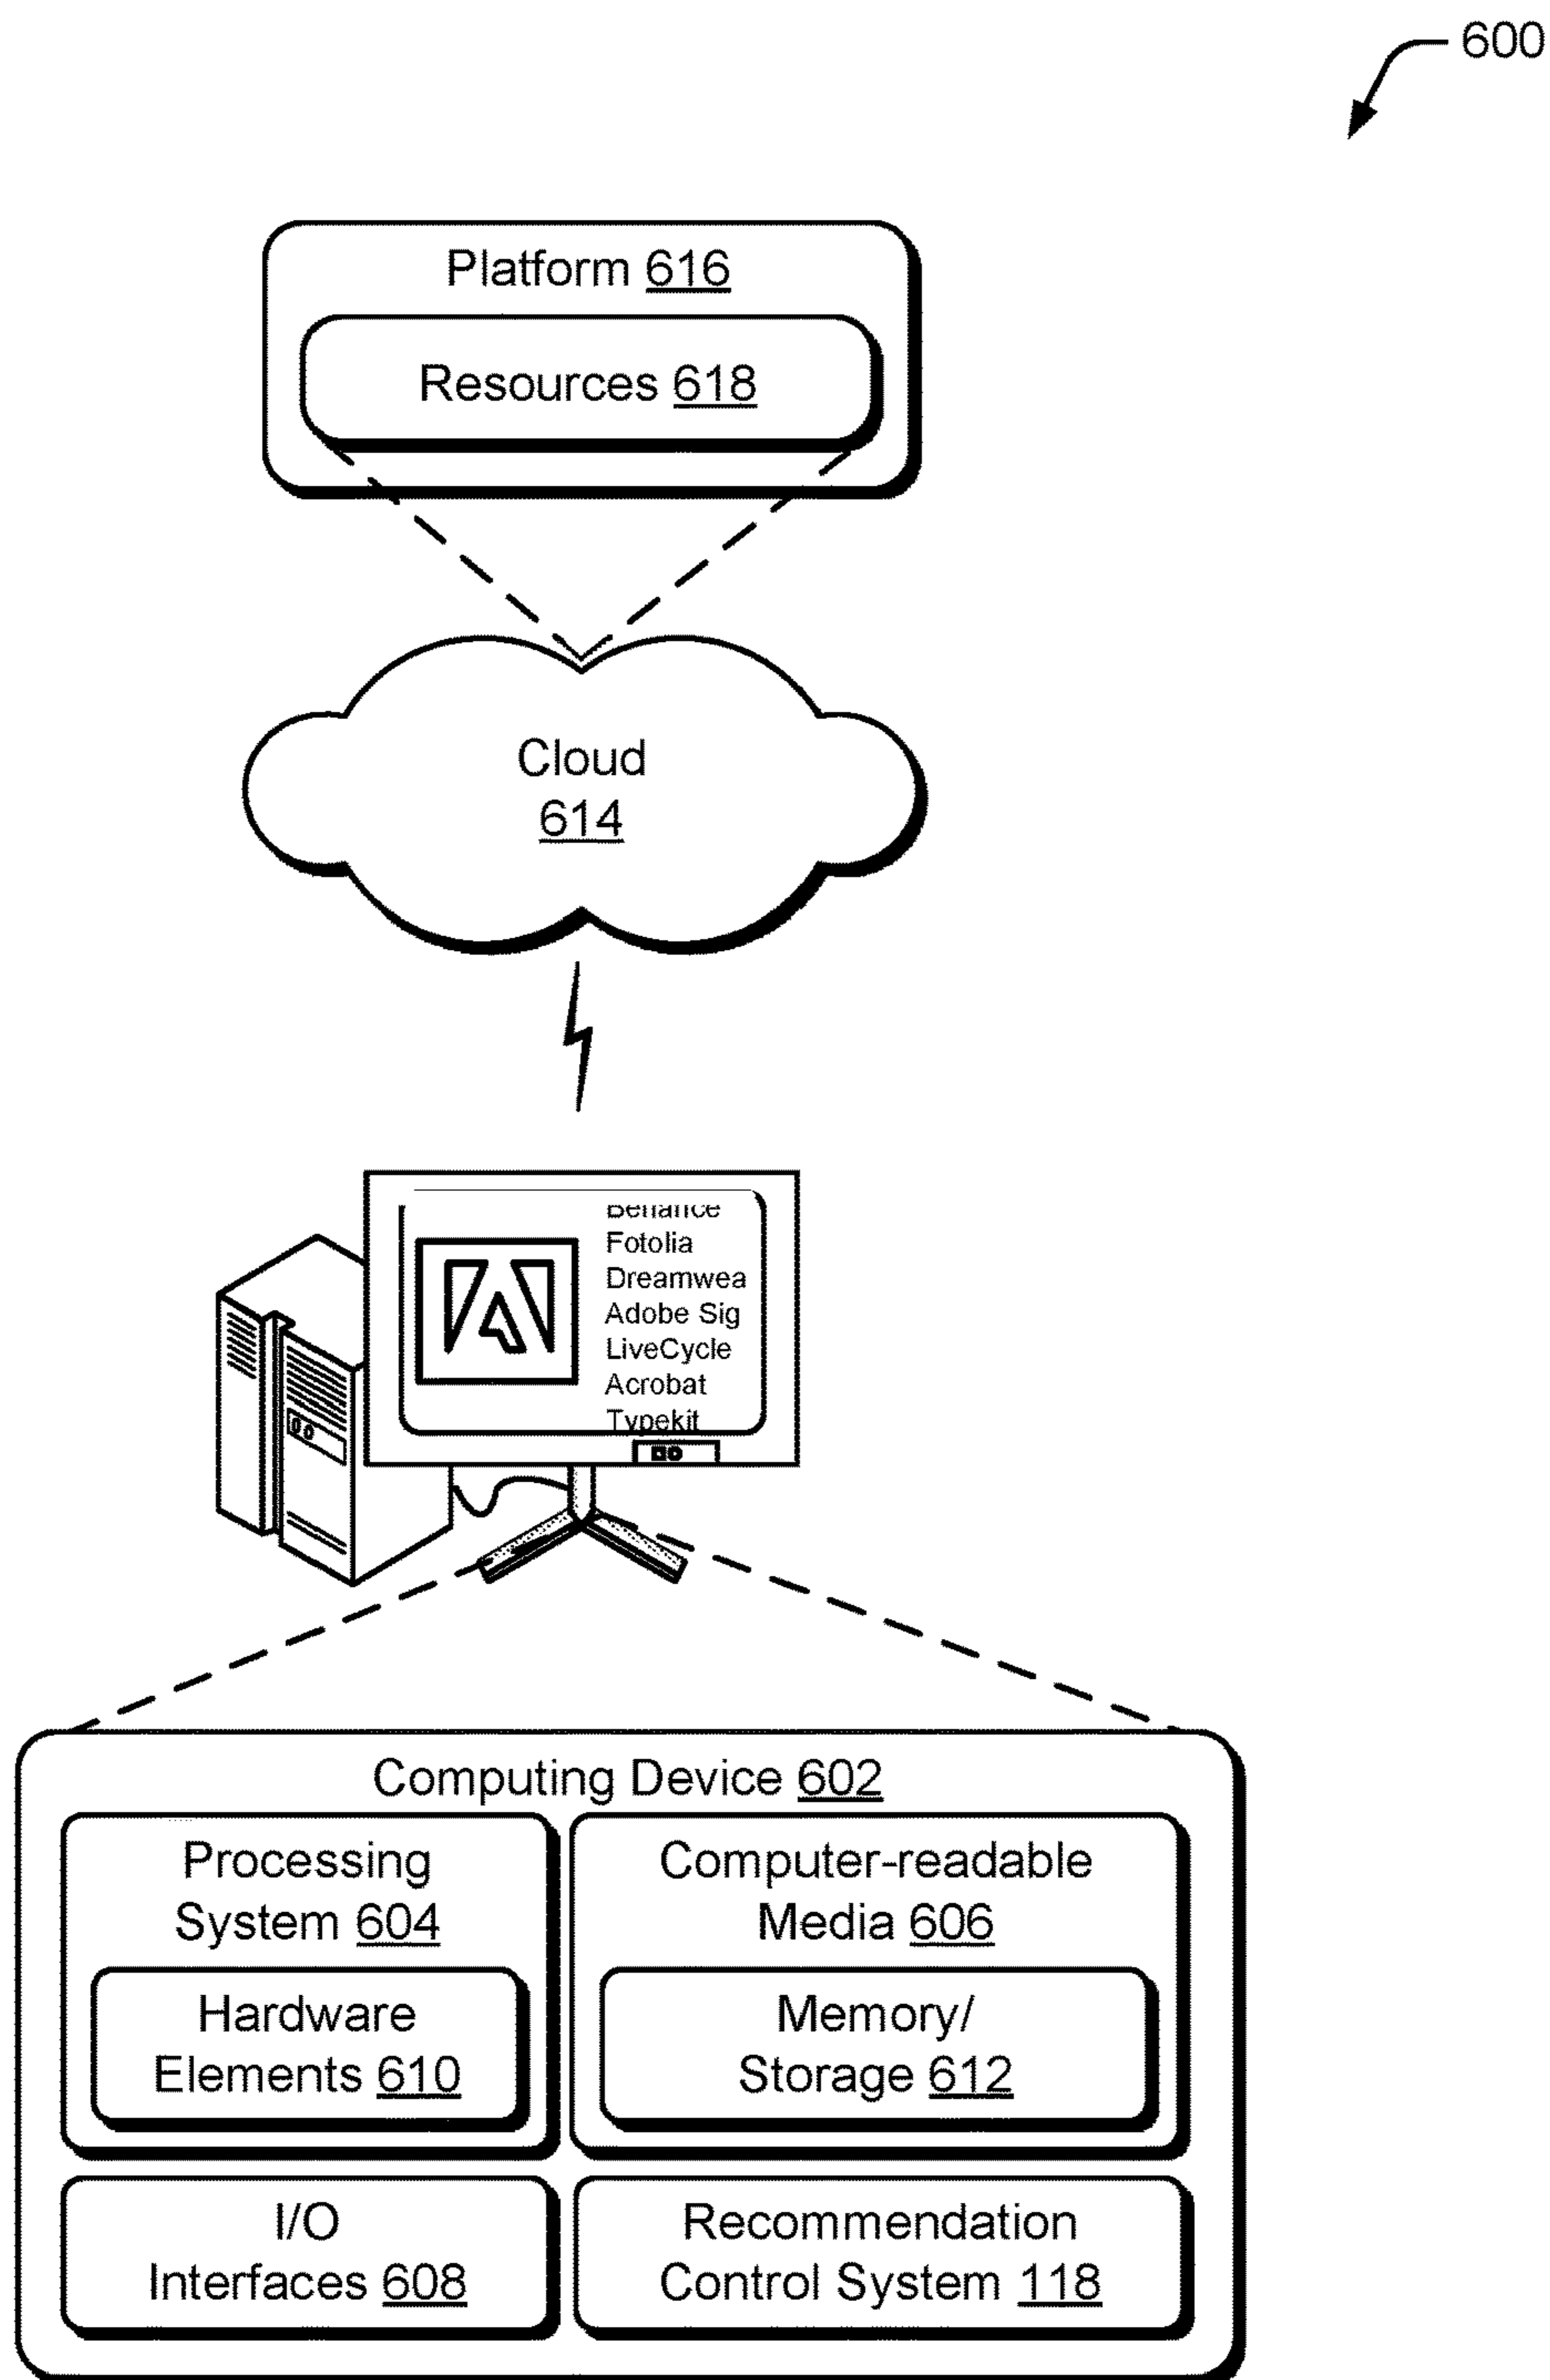 600
Platform 616
Resources 618
Cloud
614
Behance
Fotolia
Dreamwea
Adobe Sig
LiveCycle
Acrobat
Typekit
Computing Device 602
Processing
System 604
Hardware
Elements 610
Computer-readable
Media 606
Memory/
Storage 612
I/O
Interfaces 608
Recommendation
Control System 118